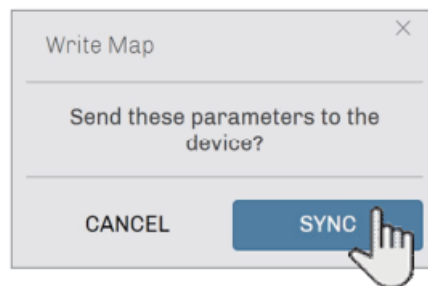 Write Map
Send these parameters to the
device?
CANCEL
SYNC